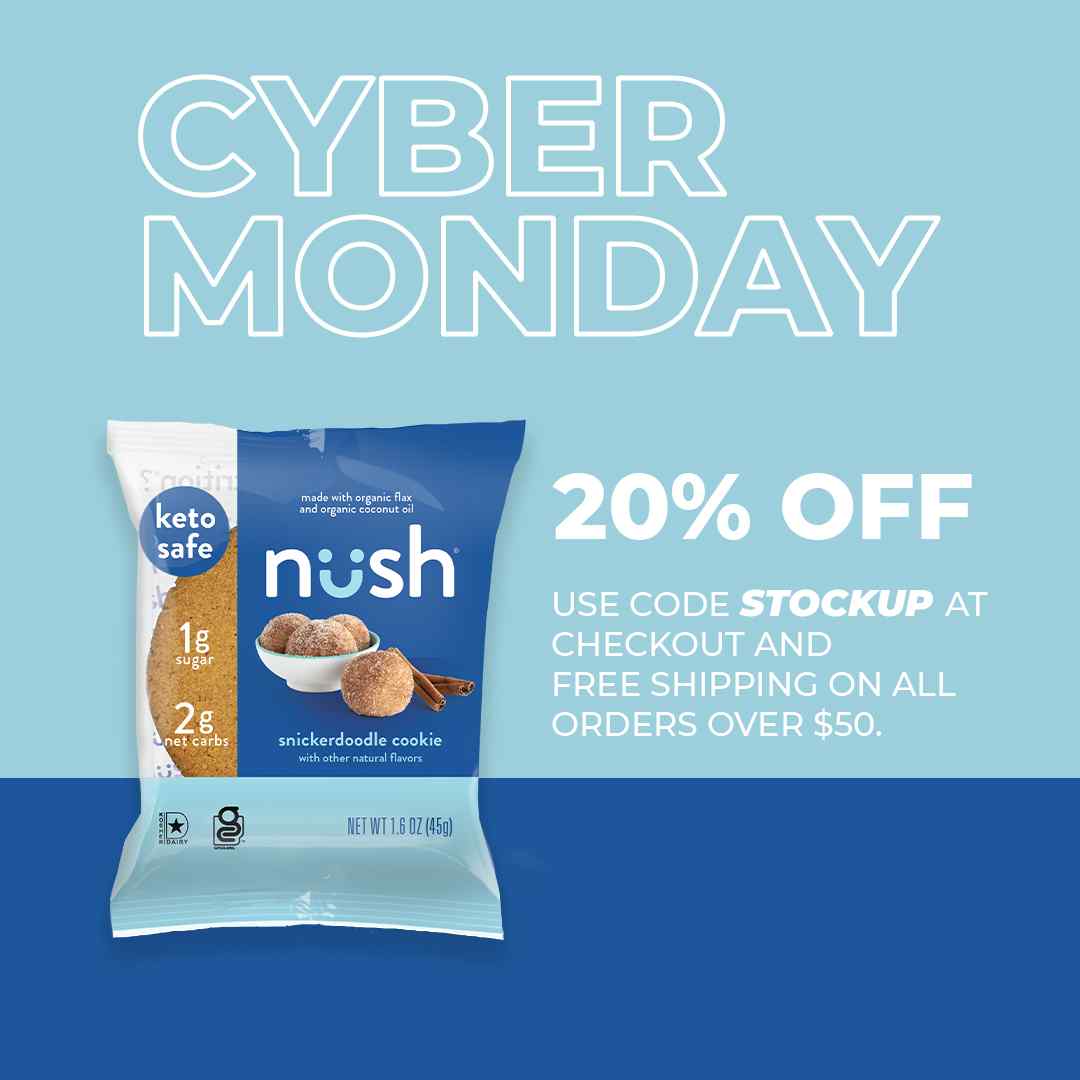 CYBER
MONDAY
20% OFF
USE CODE STOCKUP AT
CHECKOUT AND
FREE SHIPPING ON ALL
ORDERS OVER $50.
keto
safe
1g
sugar
2g
net carbs
made with organic flax
and organic coconut oil
nüsh®
snickerdoodle cookie
with other natural flavors
KOSHER
D DAIRY
NET WT 1.6 OZ (45g)